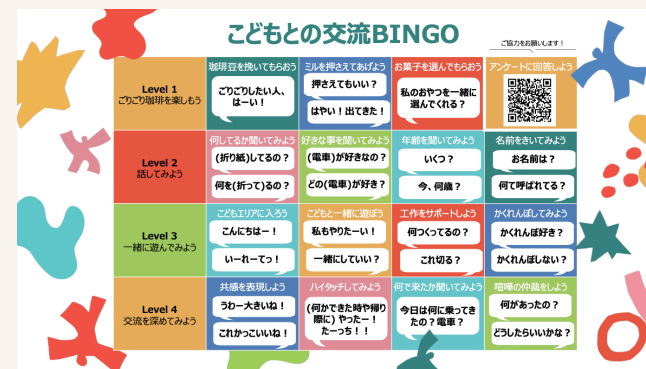 こどもとの交流BINGO
ご協力をお願いします！
Level 1
ごりごり珈琲を楽しもう
珈琲豆を挽いてもらおう
ごりごりしたい人、
はーい！
ミルを押さえてあげよう
押さえてもいい？
はやい！出てきた！
お菓子を選んでもらおう
私のおやつを一緒に
選んでくれる？
アンケートに回答しよう
Level 2
話してみよう
何してるか聞いてみよう
(折り紙)してるの？
何を(折って)るの？
好きな事を聞いてみよう
(電車)が好きなの？
どの(電車)が好き？
年齢を聞いてみよう
いくつ？
今、何歳？
名前をきいてみよう
お名前は？
何て呼ばれてる？
Level 3
一緒に遊んでみよう
こどもエリアに入ろう
こんにちはー！
いーれーてっ！
こどもと一緒に遊ぼう
私もやりたーい！
一緒にしていい？
工作をサポートしよう
何つくってるの？
これ切る？
かくれんぼしてみよう
かくれんぼ好き？
かくれんぼしない？
Level 4
交流を深めてみよう
共感を表現しよう
うわー大きいね！
これかっこいいね！
ハイタッチしてみよう
(何かできた時や帰り
際に) やったー！
たーっち！！
何で来たか聞いてみよう
今日は何に乗ってき
たの？電車？
喧嘩の仲裁をしよう
何があったの？
どうしたらいいかな？